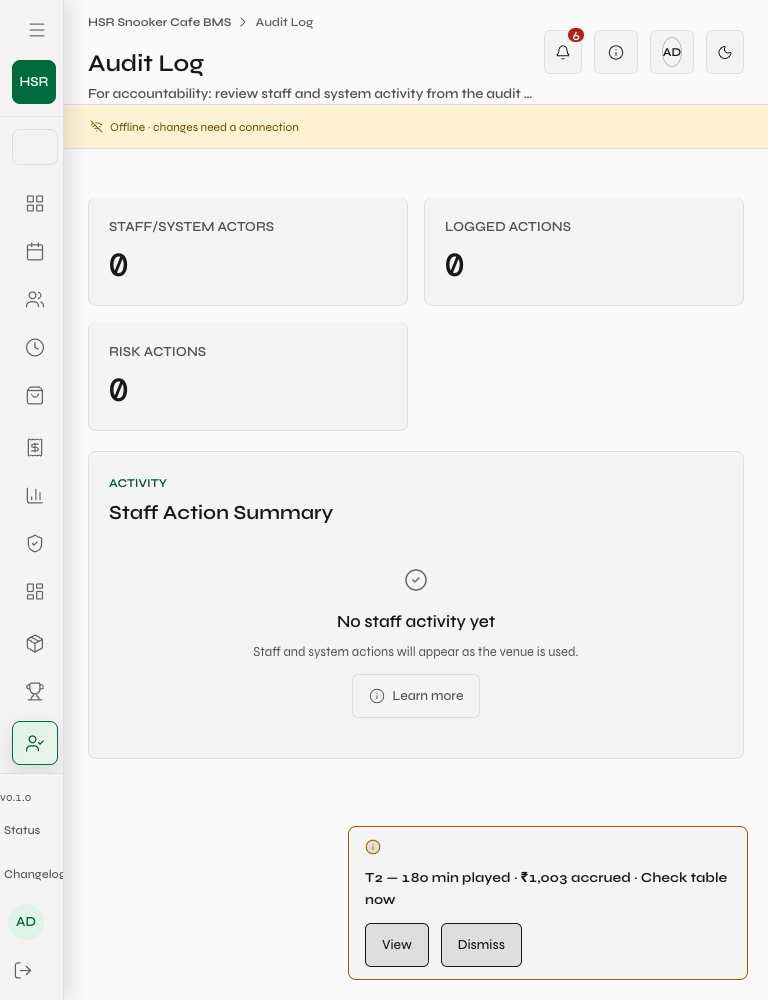 HSR Snooker Cafe BMS > Audit Log
6
AD
HSR
Audit Log
For accountability: review staff and system activity from the audit ...
Offline · changes need a connection
STAFF/SYSTEM ACTORS
0
LOGGED ACTIONS
0
RISK ACTIONS
0
ACTIVITY
Staff Action Summary
No staff activity yet
Staff and system actions will appear as the venue is used.
Learn more
v0.1.0
Status
Changelog
AD
T2 — 180 min played · ₹1,003 accrued · Check table
now
View
Dismiss